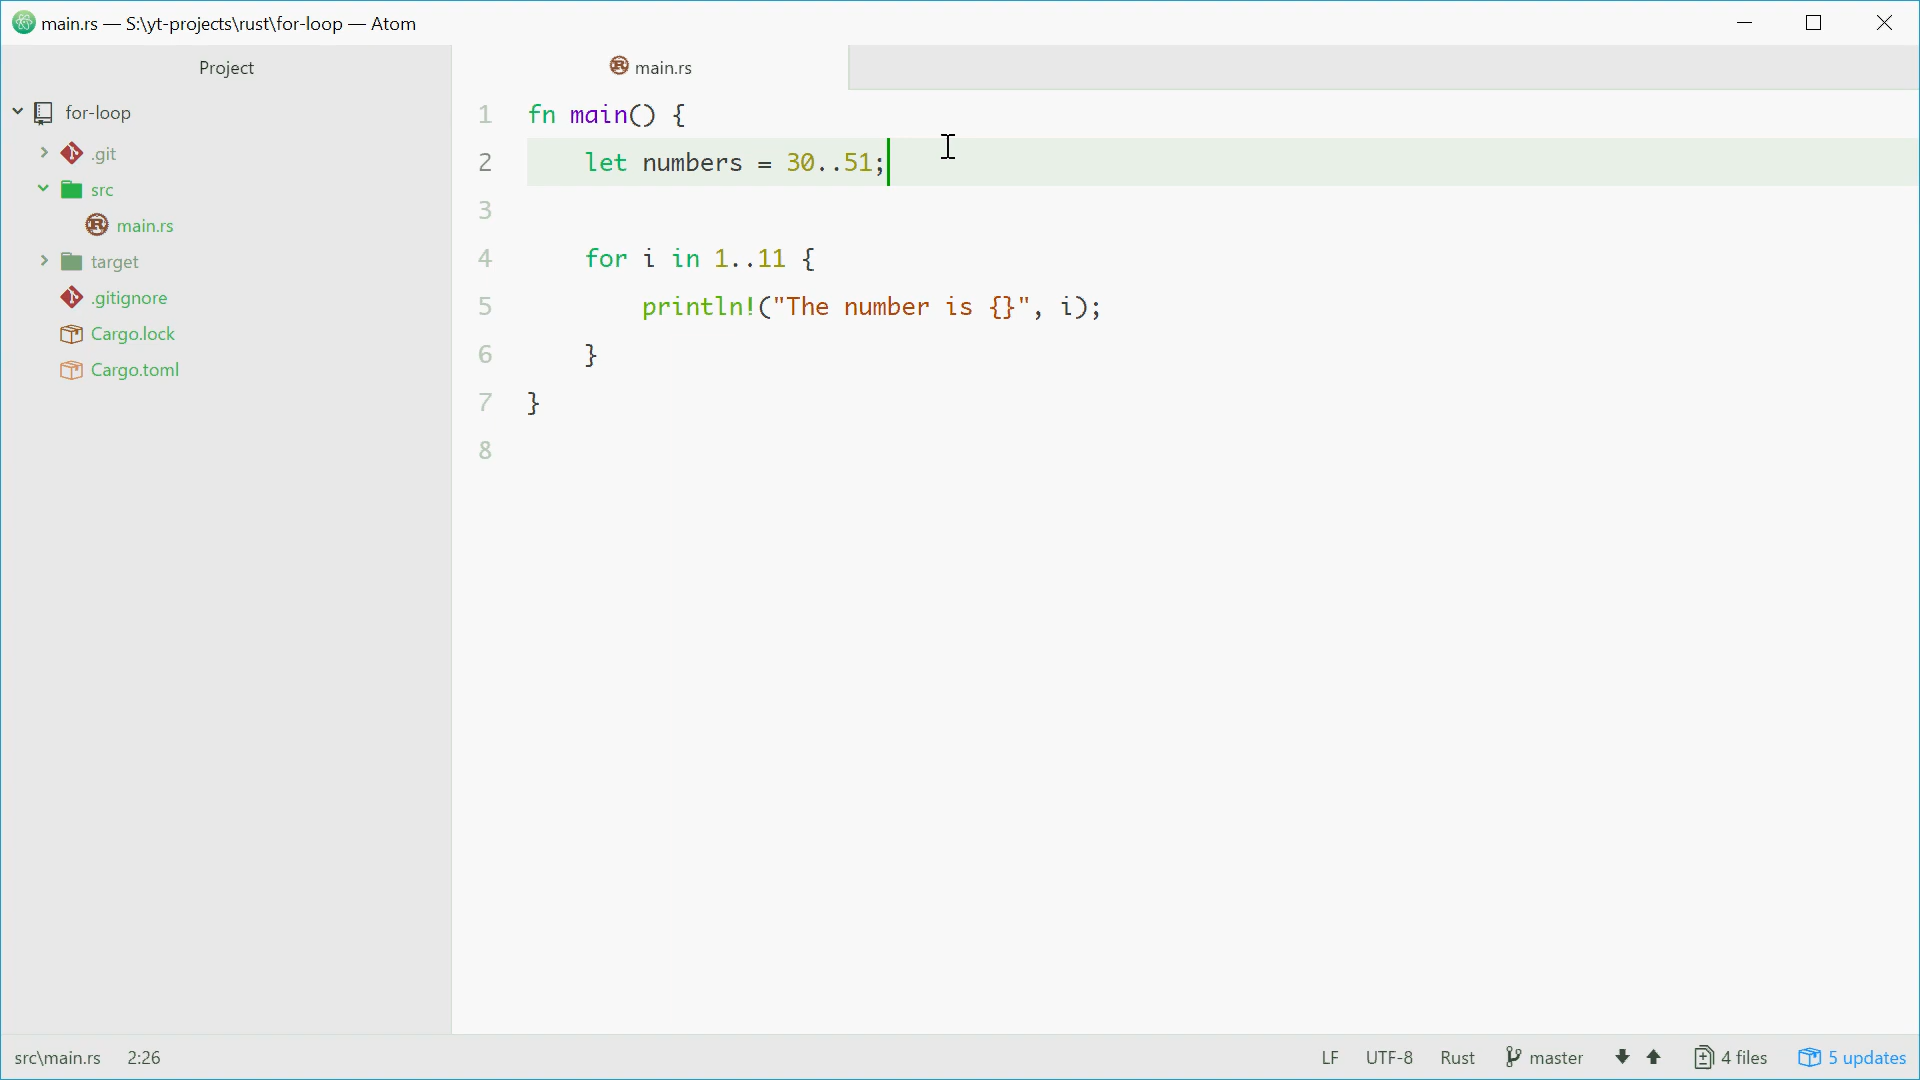 main.rs — S:\yt-projects\rust\for-loop — Atom
Project
main.rs
for-loop
.git
src
main.rs
target
.gitignore
Cargo.lock
Cargo.toml
1 fn main() {
2     let numbers = 30..51;
3
4     for i in 1..11 {
5         println!("The number is {}", i);
6     }
7 }
8
src\main.rs 2:26 LF UTF-8 Rust master 4 files 5 updates